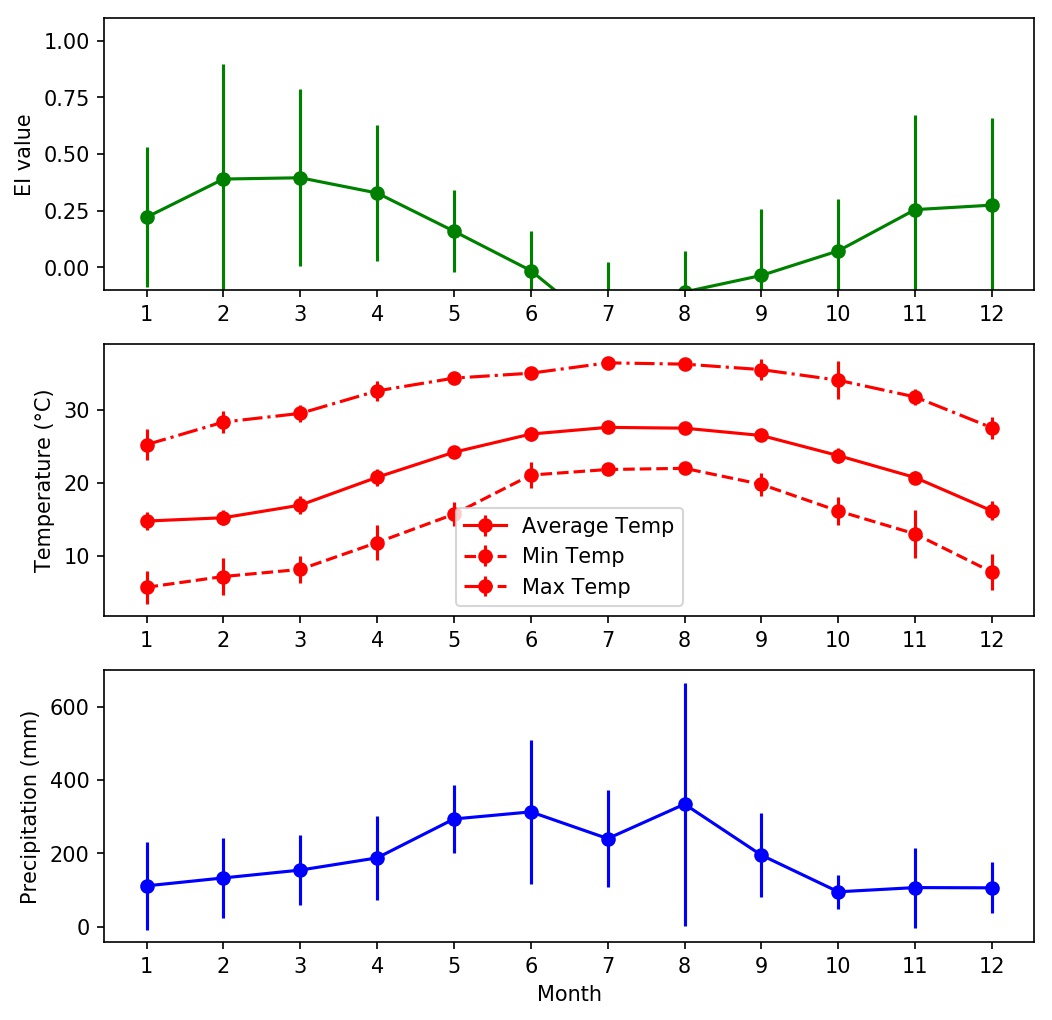 EI value
1.00
0.75
0.50
0.25
0.00
1 2 3 4 5 6 7 8 9 10 11 12
Temperature (°C)
30
20
10
Average Temp
Min Temp
Max Temp
1 2 3 4 5 6 7 8 9 10 11 12
Precipitation (mm)
600
400
200
0
1 2 3 4 5 6 7 8 9 10 11 12
Month